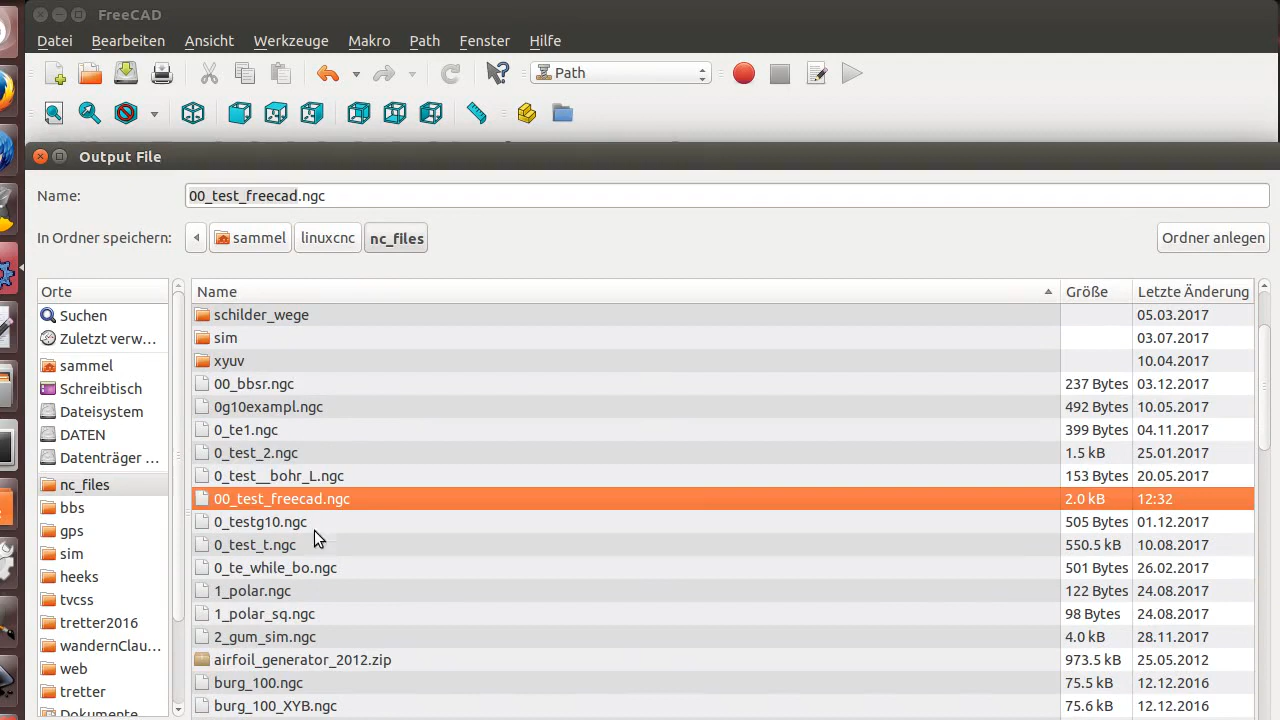 FreeCAD
Datei Bearbeiten Ansicht Werkzeuge Makro Path Fenster Hilfe
Path
Output File
Name: 00_test_freecad.ngc
In Ordner speichern: sammel linuxcnc nc_files Ordner anlegen
Orte Name Größe Letzte Änderung
Suchen schilder_wege 05.03.2017
Zuletzt verw... sim 03.07.2017
xyuv 10.04.2017
sammel 00_bbsr.ngc 237 Bytes 03.12.2017
Schreibtisch 0g10exampl.ngc 492 Bytes 10.05.2017
Dateisystem 0_te1.ngc 399 Bytes 04.11.2017
DATEN 0_test_2.ngc 1.5 kB 25.01.2017
Datenträger ... 0_test__bohr_L.ngc 153 Bytes 20.05.2017
nc_files 00_test_freecad.ngc 2.0 kB 12:32
bbs 0_testg10.ngc 505 Bytes 01.12.2017
gps 0_test_t.ngc 550.5 kB 10.08.2017
sim 0_te_while_bo.ngc 501 Bytes 26.02.2017
heeks 1_polar.ngc 122 Bytes 24.08.2017
tvcss 1_polar_sq.ngc 98 Bytes 24.08.2017
tretter2016 2_gum_sim.ngc 4.0 kB 28.11.2017
wandernClau... airfoil_generator_2012.zip 973.5 kB 25.05.2012
web burg_100.ngc 75.5 kB 12.12.2016
tretter burg_100_XYB.ngc 75.6 kB 12.12.2016
Dokumente